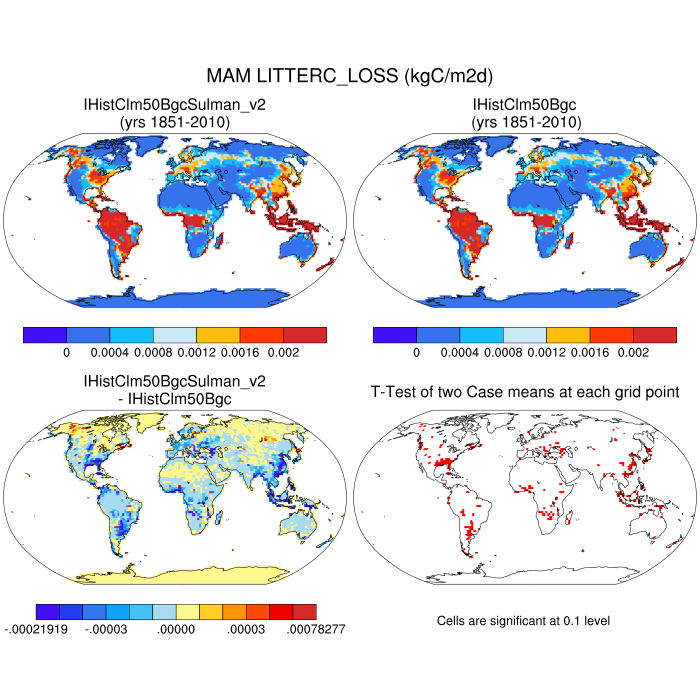 MAM LITTERC_LOSS (kgC/m2d)
IHistClm50BgcSulman_v2
(yrs 1851-2010)
IHistClm50Bgc
(yrs 1851-2010)
0 0.0004 0.0008 0.0012 0.0016 0.002
0 0.0004 0.0008 0.0012 0.0016 0.002
IHistClm50BgcSulman_v2
- IHistClm50Bgc
T-Test of two Case means at each grid point
-.00021919 -.00003 .00000 .00003 .00078277
Cells are significant at 0.1 level